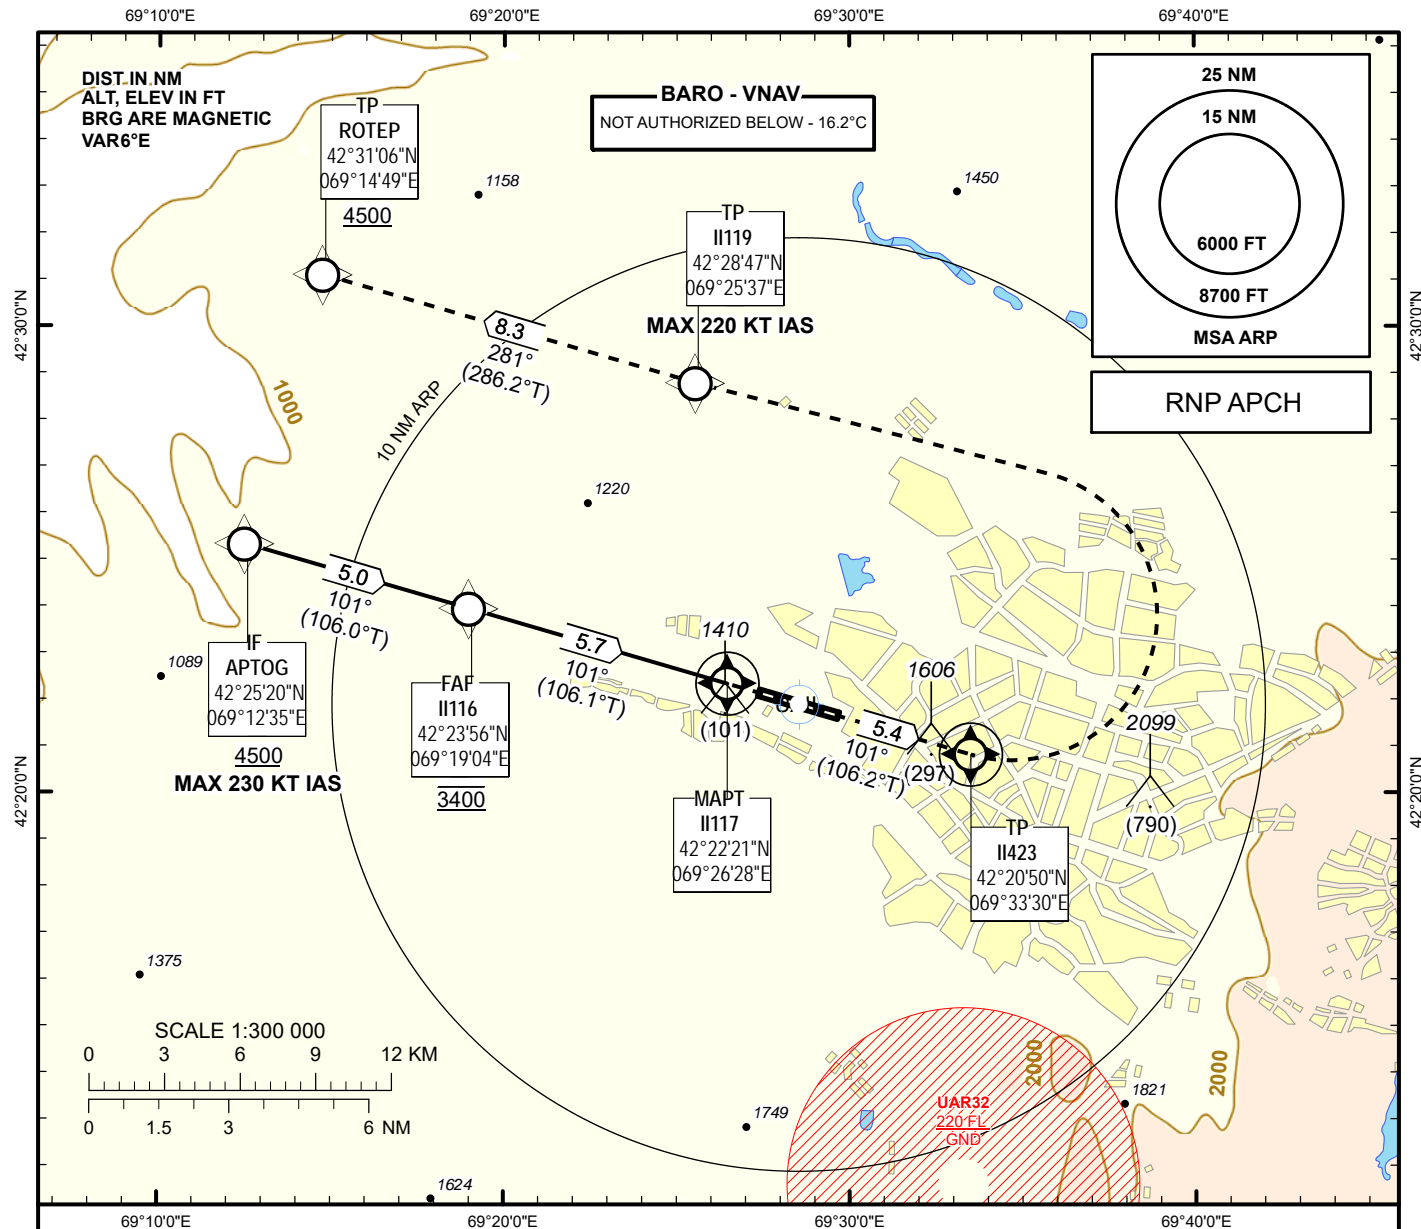 69°10'0"E
69°20'0"E
69°30'0"E
69°40'0"E
DIST IN NM
ALT, ELEV IN FT
BRG ARE MAGNETIC
VAR6°E
TP
ROTEP
42°31'06"N
069°14'49"E
4500
BARO - VNAV
NOT AUTHORIZED BELOW - 16.2°C
25 NM
15 NM
6000 FT
8700 FT
MSA ARP
RNP APCH
1158
1450
TP
II119
42°28'47"N
069°25'37"E
MAX 220 KT IAS
42°30'0"N
42°30'0"N
8.3
281°
(286.2°T)
1000
10 NM ARP
1220
5.0
101°
(106.0°T)
5.7
101°
(106.1°T)
1410
(101)
1089
IF
APTOG
42°25'20"N
069°12'35"E
4500
MAX 230 KT IAS
FAF
II116
42°23'56"N
069°19'04"E
3400
5.4
101°
(106.2°T)
1606
(297)
2099
(790)
42°20'0"N
42°20'0"N
MAPT
II117
42°22'21"N
069°26'28"E
TP
II423
42°20'50"N
069°33'30"E
1375
SCALE 1:300 000
0 3 6 9 12 KM
0 1.5 3 6 NM
1749
1624
UAR32
220 FL
GND
2000
2000
1821
69°10'0"E
69°20'0"E
69°30'0"E
69°40'0"E